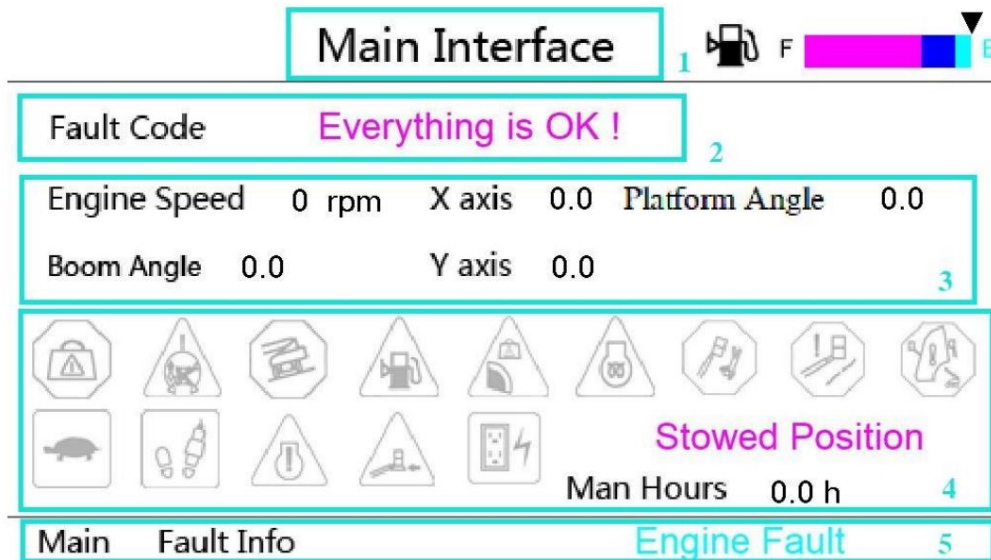 Main Interface
1
F
E
Fault Code Everything is OK !
2
Engine Speed 0 rpm X axis 0.0 Platform Angle 0.0
Boom Angle 0.0 Y axis 0.0
3
Stowed Position
Man Hours 0.0 h
4
Main Fault Info Engine Fault
5